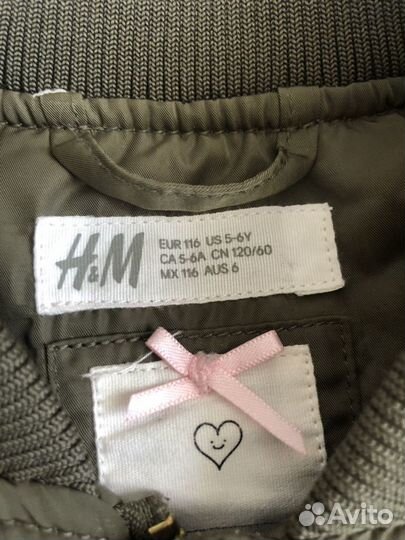 H&M
EUR 116 US 5-6Y
CA 5-6A CN 120/60
MX 116 AUS 6
Avito